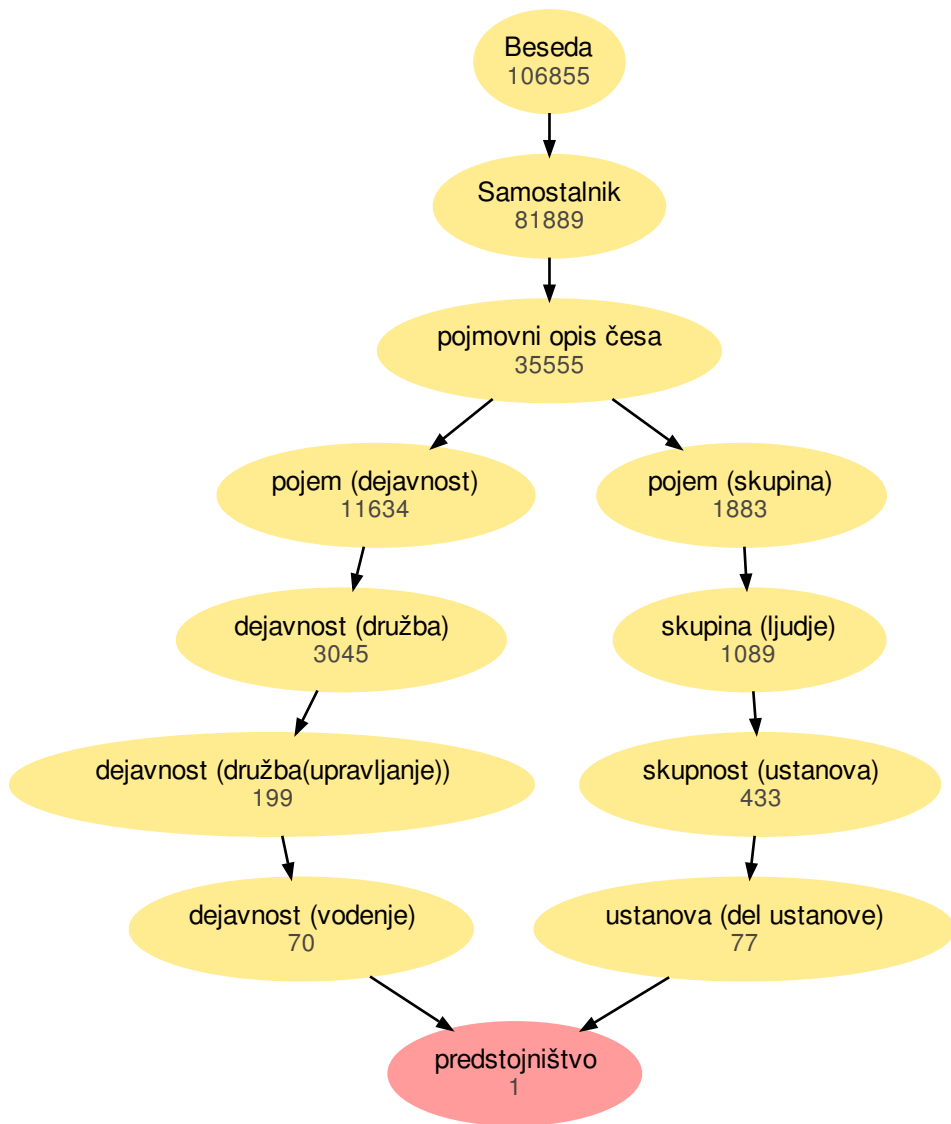 Beseda
106855
Samostalnik
81889
pojmovni opis česa
35555
pojem (dejavnost)
11634
pojem (skupina)
1883
dejavnost (družba)
3045
skupina (ljudje)
1089
dejavnost (družba(upravljanje))
199
skupnost (ustanova)
433
dejavnost (vodenje)
70
ustanova (del ustanove)
77
predstojništvo
1